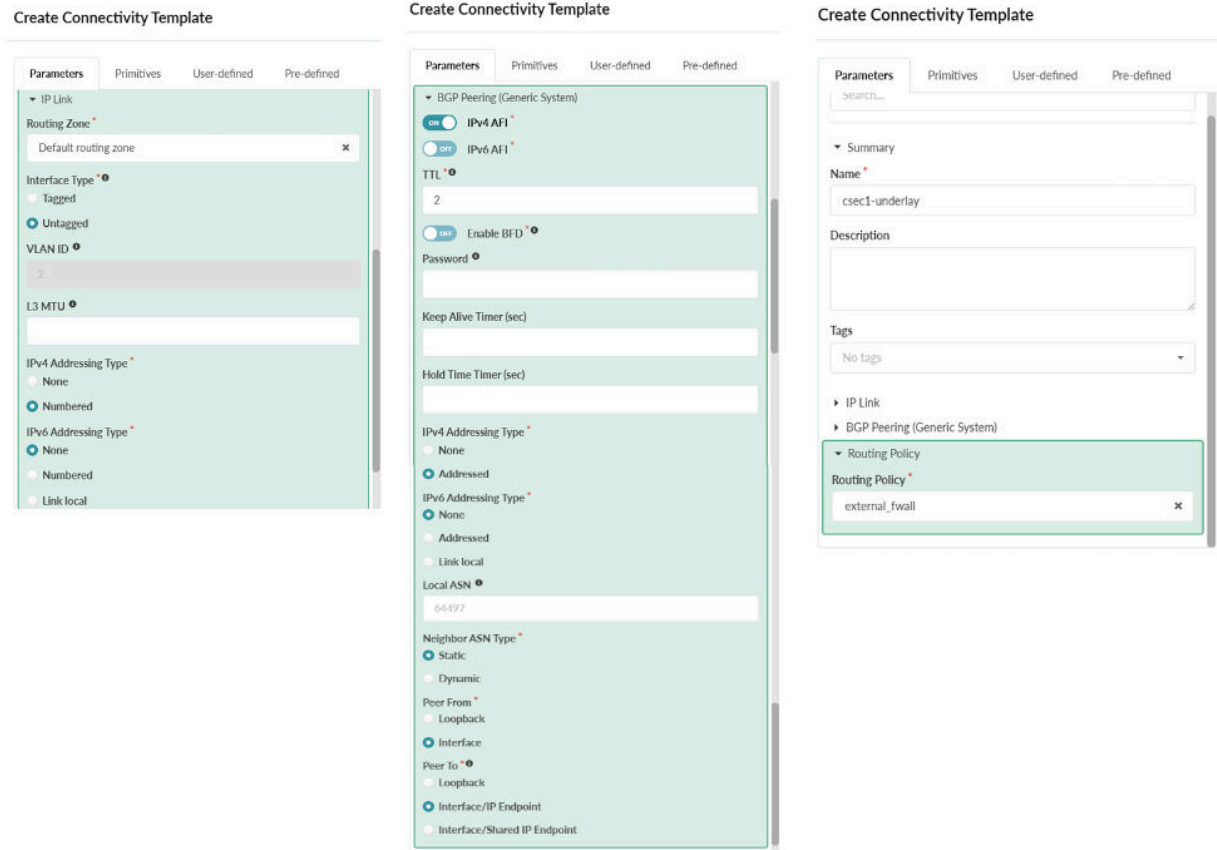 Create Connectivity Template
Parameters Primitives User-defined Pre-defined
IP Link
Routing Zone*
Default routing zone
Interface Type*
Tagged
Untagged
VLAN ID
2
L3 MTU
IPv4 Addressing Type*
None
Numbered
IPv6 Addressing Type*
None
Numbered
Link local
Create Connectivity Template
Parameters Primitives User-defined Pre-defined
BGP Peering (Generic System)
ON IPv4 AFI*
OFF IPv6 AFI*
TTL*
2
OFF Enable BFD*
Password
Keep Alive Timer (sec)
Hold Time Timer (sec)
IPv4 Addressing Type*
None
Addressed
IPv6 Addressing Type*
None
Addressed
Link local
Local ASN
64497
Neighbor ASN Type*
Static
Dynamic
Peer From*
Loopback
Interface
Peer To*
Loopback
Interface/IP Endpoint
Interface/Shared IP Endpoint
Create Connectivity Template
Parameters Primitives User-defined Pre-defined
Search...
Summary
Name*
csec1-underlay
Description
Tags
No tags
IP Link
BGP Peering (Generic System)
Routing Policy
Routing Policy*
external_fwall